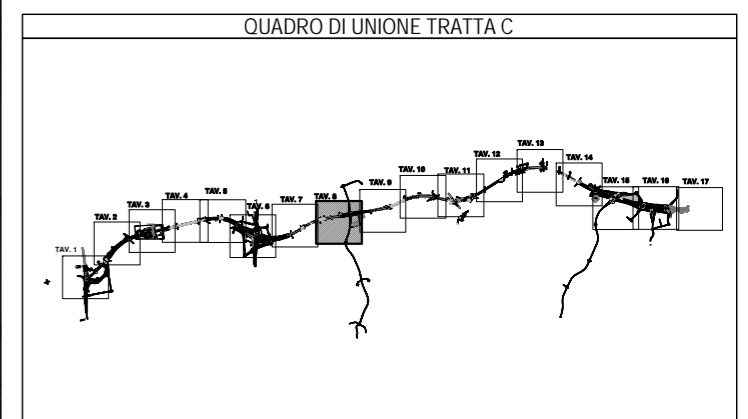 QUADRO DI UNIONE TRATTA C
TAV. 1
TAV. 2
TAV. 3
TAV. 4
TAV. 5
TAV. 6
TAV. 7
TAV. 8
TAV. 9
TAV. 10
TAV. 11
TAV. 12
TAV. 13
TAV. 14
TAV. 15
TAV. 16
TAV. 17